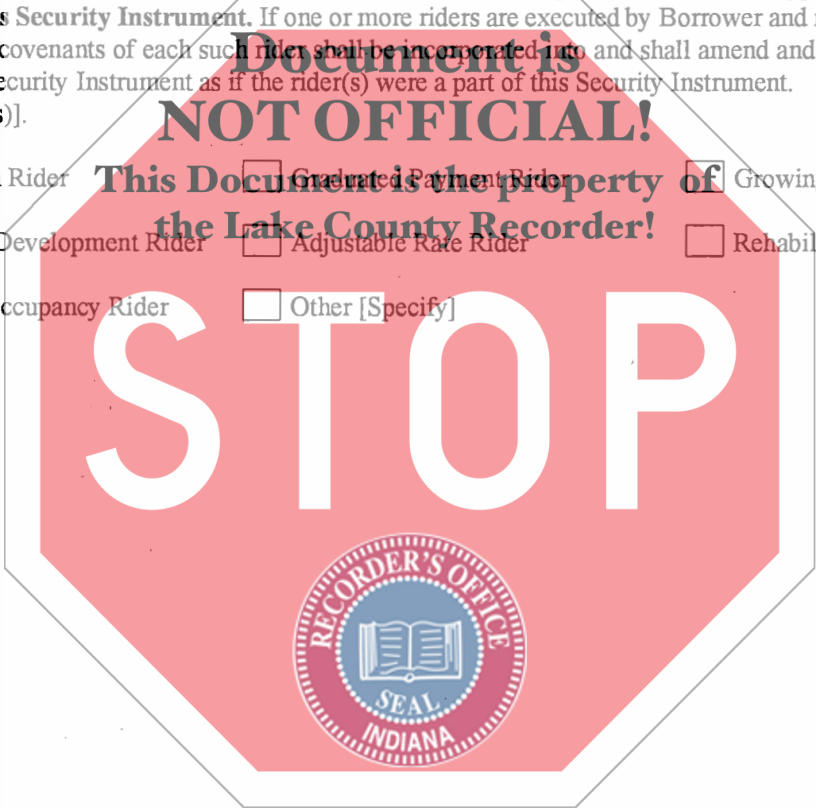 s Security Instrument. If one or more riders are executed by Borrower and
covenants of each such rider shall be incorporated into and shall amend and
ecurity Instrument as if the rider(s) were a part of this Security Instrument.
s)].
Document is
NOT OFFICIAL!
This Document is the property of
the Lake County Recorder!
Rider
Graduated Payment Rider
Growin
Development Rider
Adjustable Rate Rider
Rehabil
ccupancy Rider
Other [Specify]
STOP
RECORDER'S OFFICE
SEAL
INDIANA